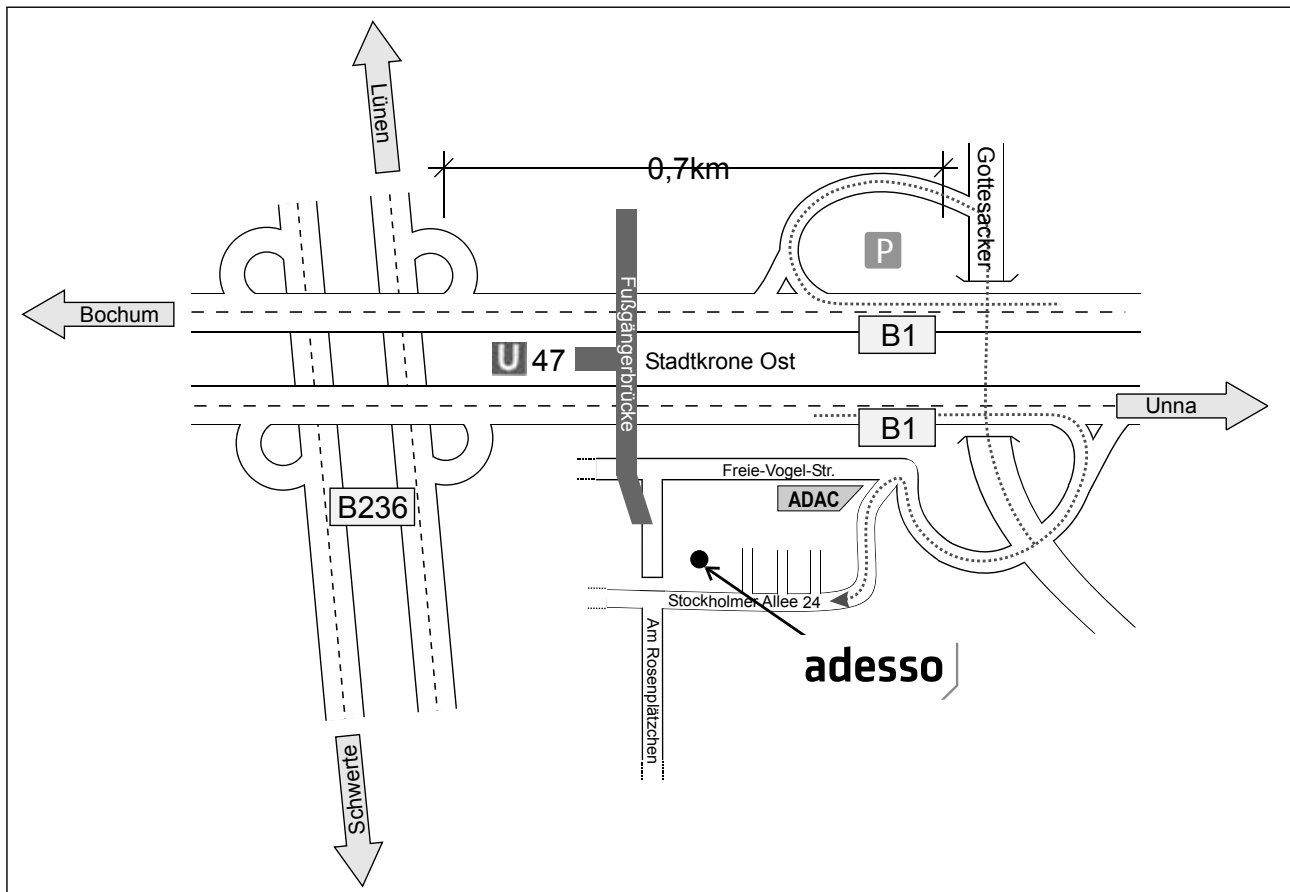 Lünen
0,7km
Gottesacker
P
Bochum
Fußgängerbrücke
B1
U 47
Stadtkrone Ost
Unna
B1
Freie-Vogel-Str.
ADAC
B236
Stockholmer Allee 24
Am Rosenplätzchen
adesso
Schwerte